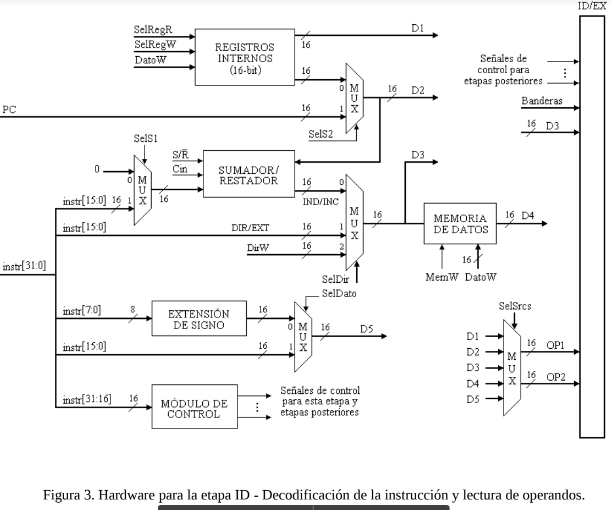 ID/EX
SelRegR
SelRegW
DatoW
REGISTROS
INTERNOS
(16-bit)
16
D1
16
0
MUX
16
D2
PC
16
1
SelS2
Señales de
control para
etapas posteriores
Banderas
16 D3
SelS1
0
0
MUX
instr[15:0] 16 1
16
S/R̅
Cin
SUMADOR/
RESTADOR
16
IND/INC
0
MUX
16
D3
instr[15:0]
DIR/EXT 16 1
DirW 16 2
SelDir
MEMORIA
DE DATOS
16 D4
MemW
16
DatoW
instr[31:0]
SelDato
instr[7:0] 8
EXTENSIÓN
DE SIGNO
16
0
MUX
16 D5
instr[15:0] 16 1
SelSrcs
D1
D2
D3
D4
D5
MUX
16 OP1
16 OP2
instr[31:16] 16
MÓDULO DE
CONTROL
Señales de control
para esta etapa y
etapas posteriores
Figura 3. Hardware para la etapa ID - Decodificación de la instrucción y lectura de operandos.